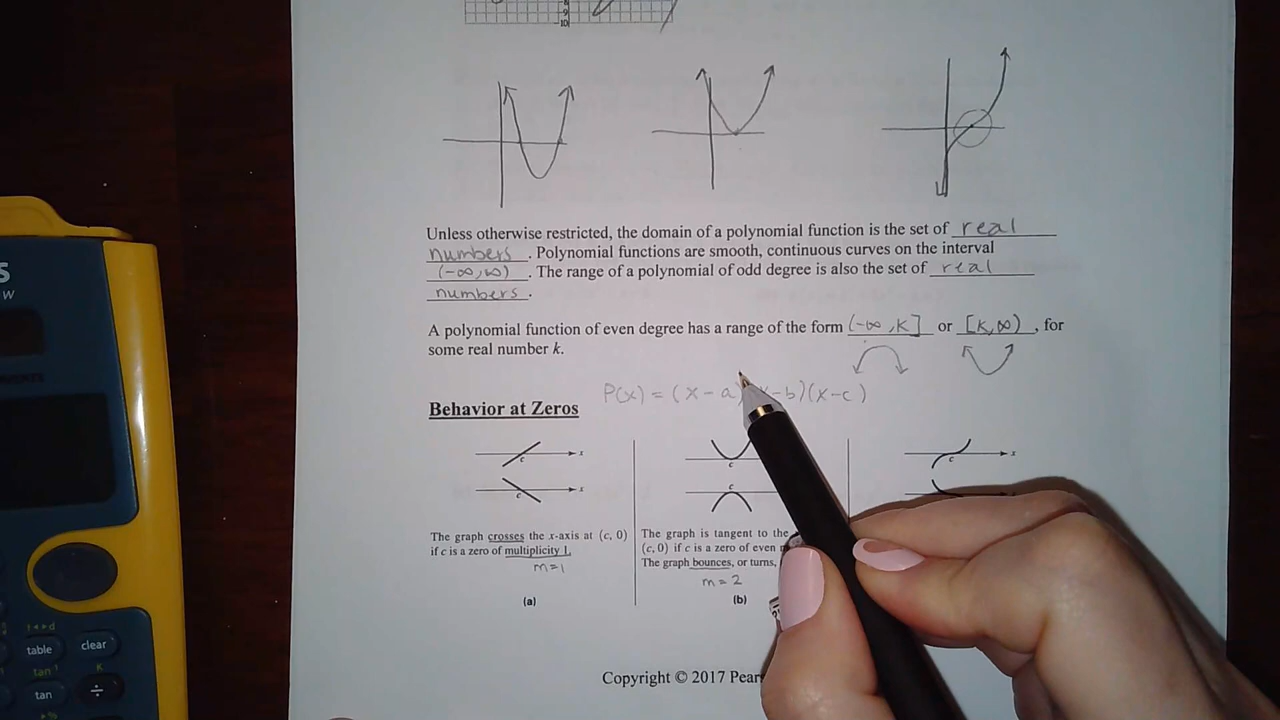 -10
Unless otherwise restricted, the domain of a polynomial function is the set of real
numbers. Polynomial functions are smooth, continuous curves on the interval
(-∞,∞). The range of a polynomial of odd degree is also the set of real
numbers.
A polynomial function of even degree has a range of the form (-∞,K] or [K,∞), for
some real number k.
P(x) = (x-a)(x-b)(x-c)
Behavior at Zeros
c x
c x
c
c
c x
The graph crosses the x-axis at (c, 0)
if c is a zero of multiplicity 1.
m=1
(a)
The graph is tangent to the
(c, 0) if c is a zero of even
The graph bounces, or turns,
m=2
(b)
Copyright © 2017
table
clear
tan
÷